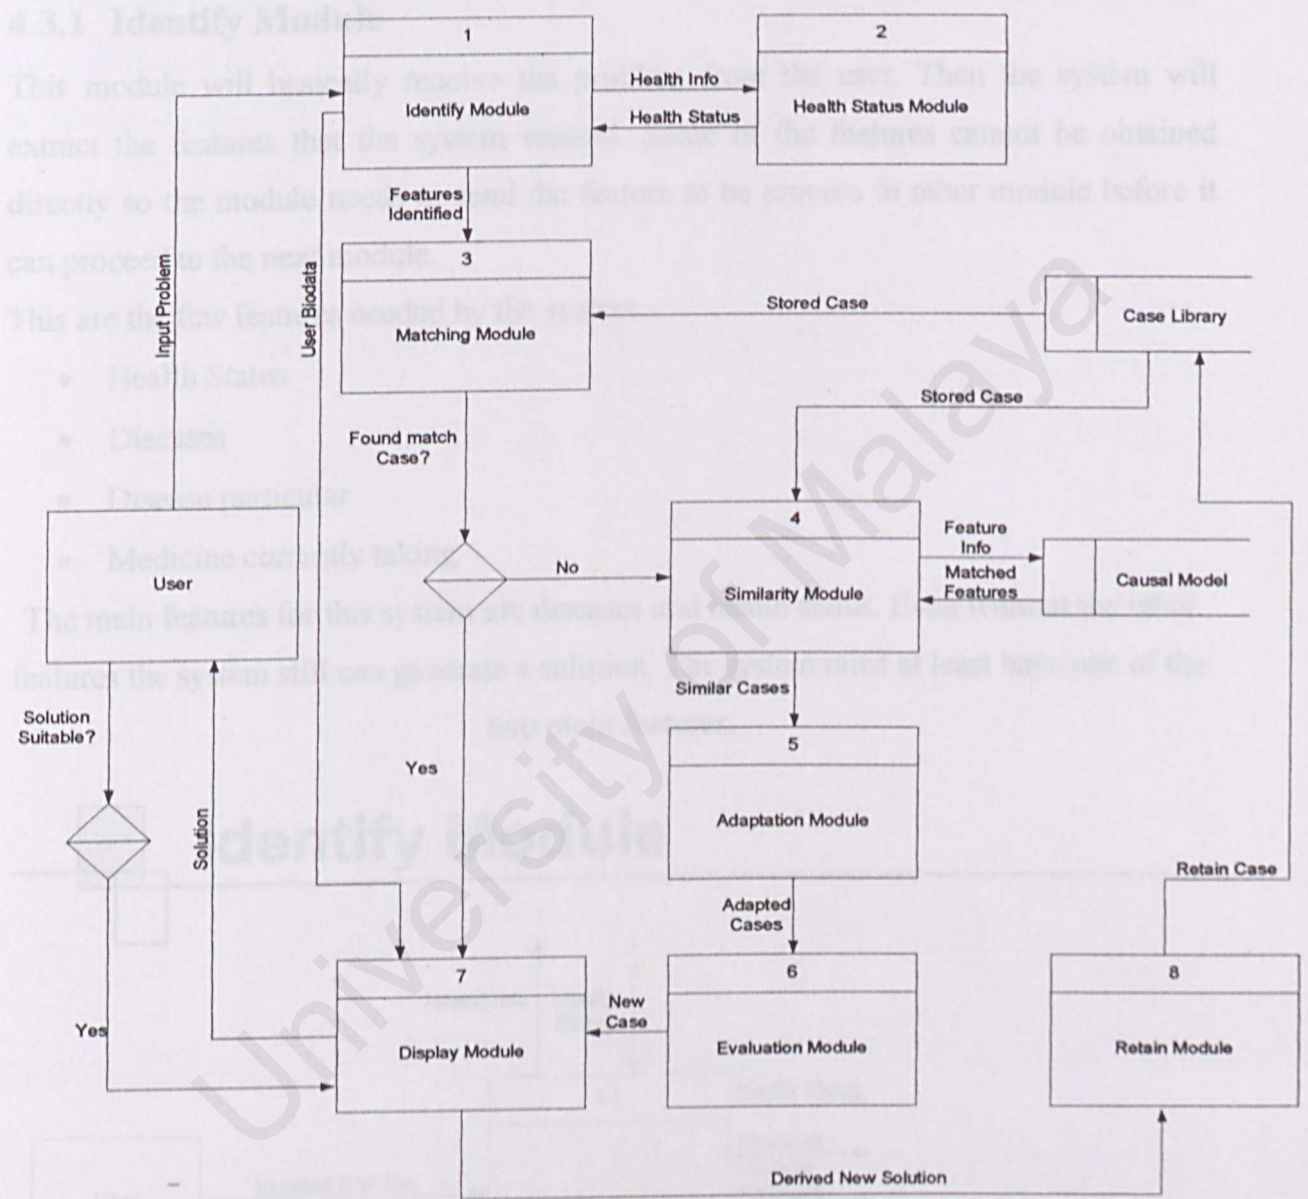 4.3.1 Identify Module
This module will basically receive the problem from the user. Then the system will
extract the features that the system want Some of the features cannot be obtained
directly so the module need send the feature to be process in other module before it
can proceed to the next module.
This are the few features needed by the system
• Health Status
• Diseases
• Disease particular
• Medicine currently taking
The main features for this system are diseases and health status. Even without the other
features the system still can generate a solution. The system must at least have one of the
two main features.
Identify Module
1
Identify Module
2
Health Status Module
Health Info
Health Status
Features
Identified
3
Matching Module
Input Problem
User Biodata
Stored Case
Case Library
Stored Case
Found match
Case?
No
User
4
Similarity Module
Feature
Info
Matched
Features
Causal Model
Solution
Suitable?
Similar Cases
Yes
5
Adaptation Module
Solution
Retain Case
Adapted
Cases
7
Display Module
New
Case
6
Evaluation Module
8
Retain Module
Yes
Derived New Solution
University of Malaya